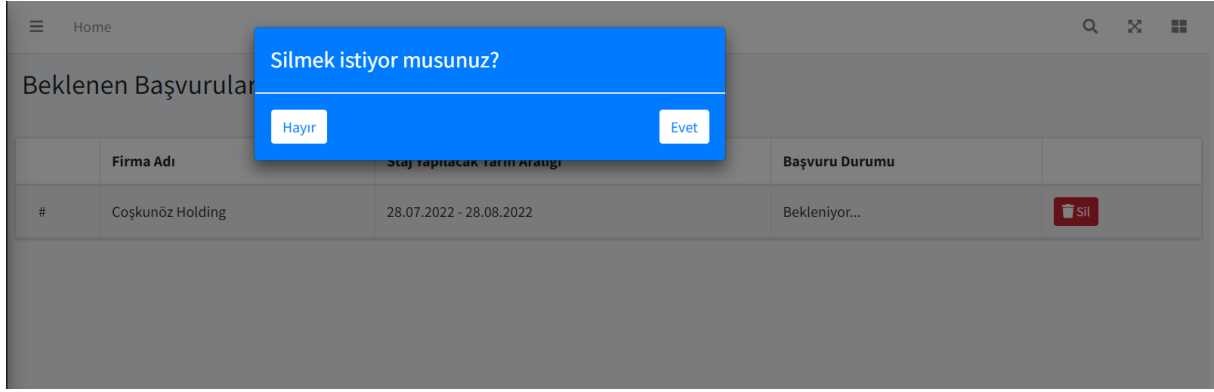 Home
Silmek istiyor musunuz?
Beklenen Başvurular
Hayır Evet
Firma Adı Staj Yapılacak Tarih Aralığı Başvuru Durumu
# Coşkunöz Holding 28.07.2022 - 28.08.2022 Bekleniyor... Sil